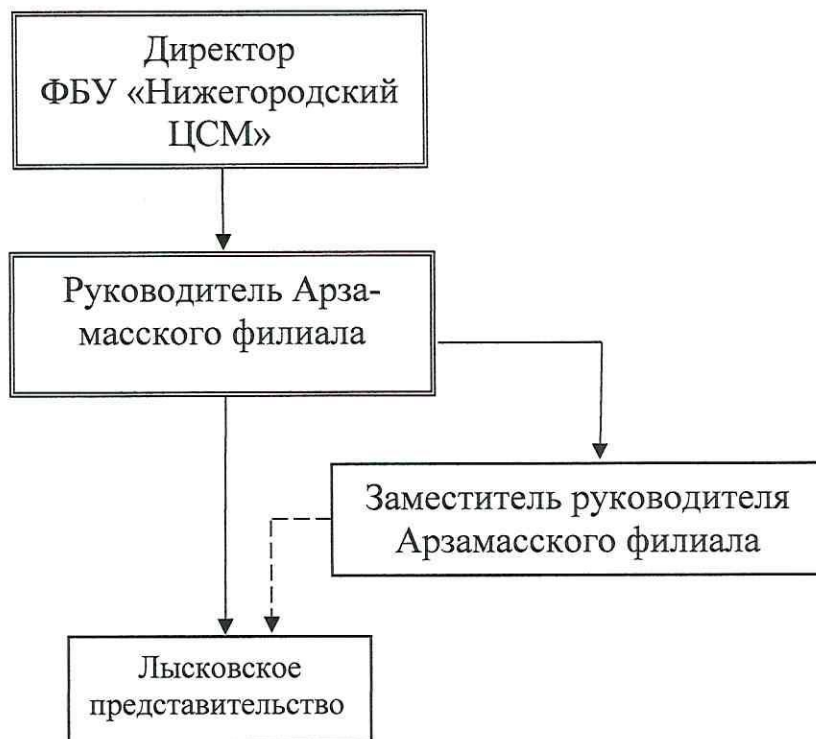 Директор
ФБУ «Нижегородский
ЦСМ»
Руководитель Арза-
масского филиала
Заместитель руководителя
Арзамасского филиала
Лысковское
представительство